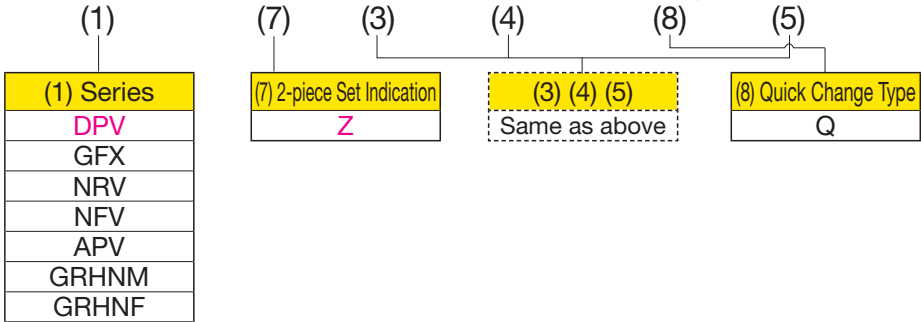 (1) (7) (3) (4) (8) (5)
(1) Series
DPV
GFX
NRV
NFV
APV
GRHNM
GRHNF
(7) 2-piece Set Indication
Z
(3) (4) (5)
Same as above
(8) Quick Change Type
Q